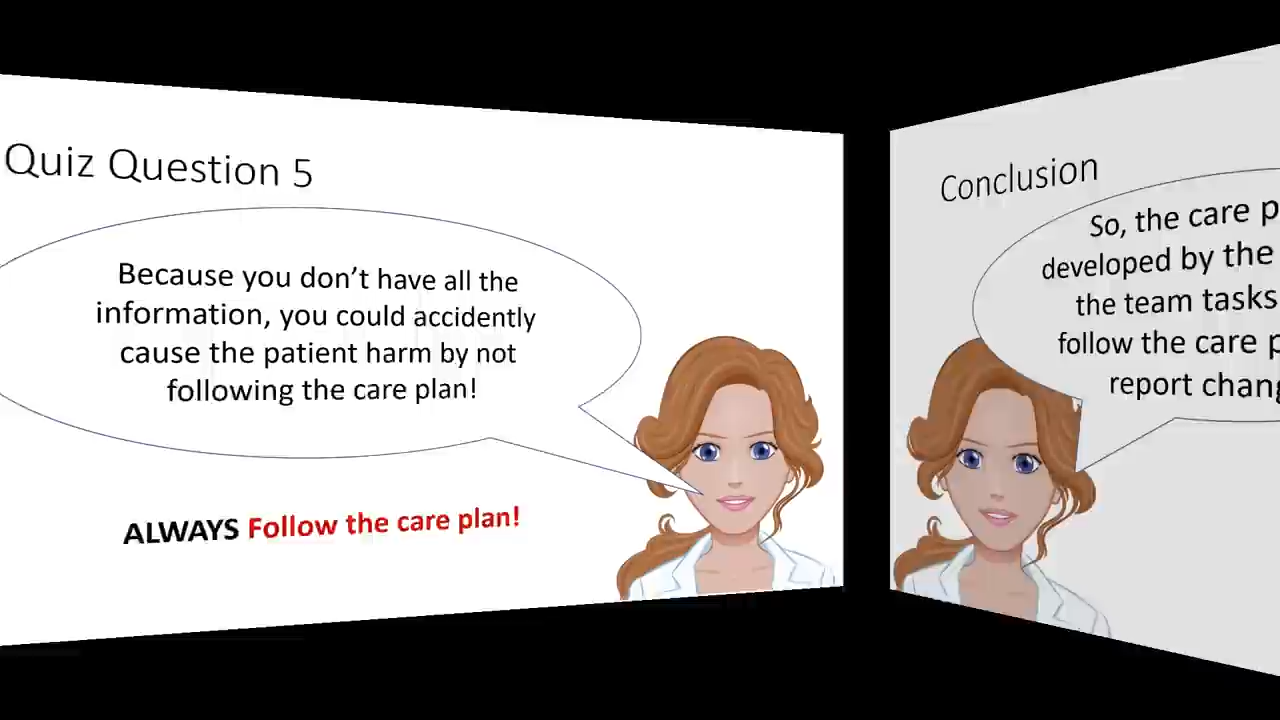 Quiz Question 5
Because you don't have all the
information, you could accidently
cause the patient harm by not
following the care plan!
ALWAYS Follow the care plan!
Conclusion
So, the care
developed by the
the team tasks
follow the care
report